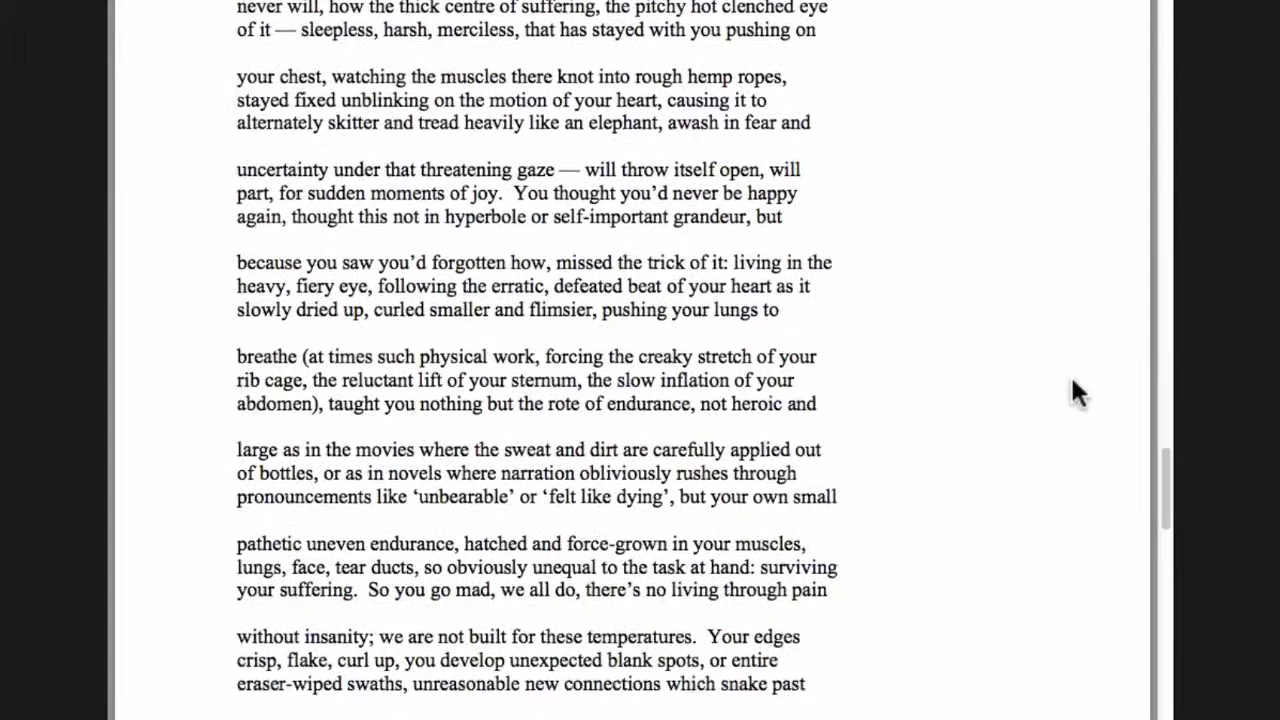 never will, how the thick centre of suffering, the pitchy hot clenched eye
of it — sleepless, harsh, merciless, that has stayed with you pushing on
your chest, watching the muscles there knot into rough hemp ropes,
stayed fixed unblinking on the motion of your heart, causing it to
alternately skitter and tread heavily like an elephant, awash in fear and
uncertainty under that threatening gaze — will throw itself open, will
part, for sudden moments of joy.  You thought you’d never be happy
again, thought this not in hyperbole or self-important grandeur, but
because you saw you’d forgotten how, missed the trick of it: living in the
heavy, fiery eye, following the erratic, defeated beat of your heart as it
slowly dried up, curled smaller and flimsier, pushing your lungs to
breathe (at times such physical work, forcing the creaky stretch of your
rib cage, the reluctant lift of your sternum, the slow inflation of your
abdomen), taught you nothing but the rote of endurance, not heroic and
large as in the movies where the sweat and dirt are carefully applied out
of bottles, or as in novels where narration obliviously rushes through
pronouncements like ‘unbearable’ or ‘felt like dying’, but your own small
pathetic uneven endurance, hatched and force-grown in your muscles,
lungs, face, tear ducts, so obviously unequal to the task at hand: surviving
your suffering.  So you go mad, we all do, there’s no living through pain
without insanity; we are not built for these temperatures.  Your edges
crisp, flake, curl up, you develop unexpected blank spots, or entire
eraser-wiped swaths, unreasonable new connections which snake past